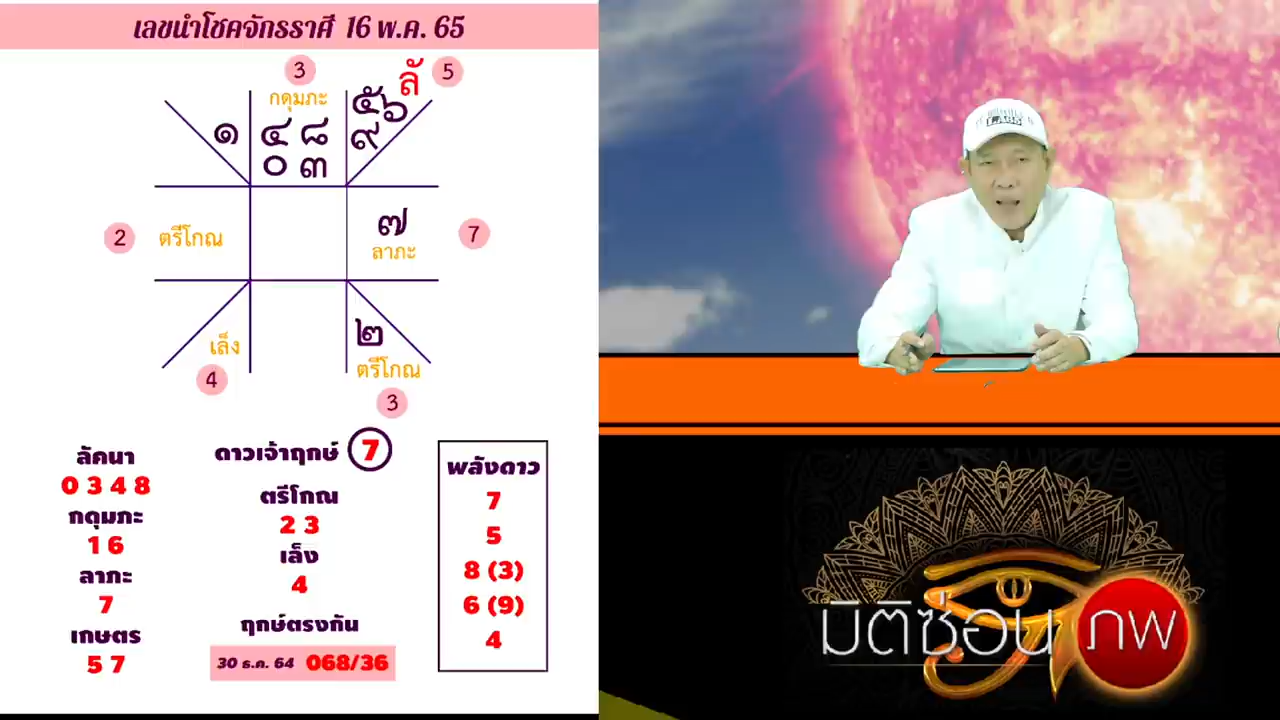 เลขนำโชคจักรราศี 16 พ.ค. 65
3
5
ลั
กดุมภะ
๑
๔ ๘
๐ ๓
๕
๖
๙
2
ตรีโกณ
๗
ลาภะ
7
เล็ง
4
๒
ตรีโกณ
3
ลัคนา
0 3 4 8
กดุมภะ
1 6
ลาภะ
7
เกษตร
5 7
ดาวเจ้าฤกษ์ 7
ตรีโกณ
2 3
เล็ง
4
ฤกษ์ตรงกัน
30 ธ.ค. 64 068/36
พลังดาว
7
5
8 (3)
6 (9)
4
มิติซ่อนภพ